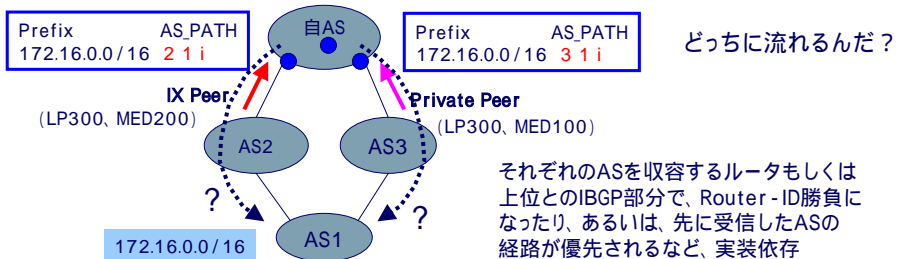 Prefix AS_PATH
172.16.0.0/16 2 1 i
自AS
Prefix AS_PATH
172.16.0.0/16 3 1 i
どっちに流れるんだ?
IX Peer
(LP300、MED200)
Private Peer
(LP300、MED100)
AS2
AS3
?
?
AS1
172.16.0.0/16
それぞれのASを収容するルータもしくは
上位とのIBGP部分で、Router-ID勝負に
なったり、あるいは、先に受信したASの
経路が優先されるなど、実装依存